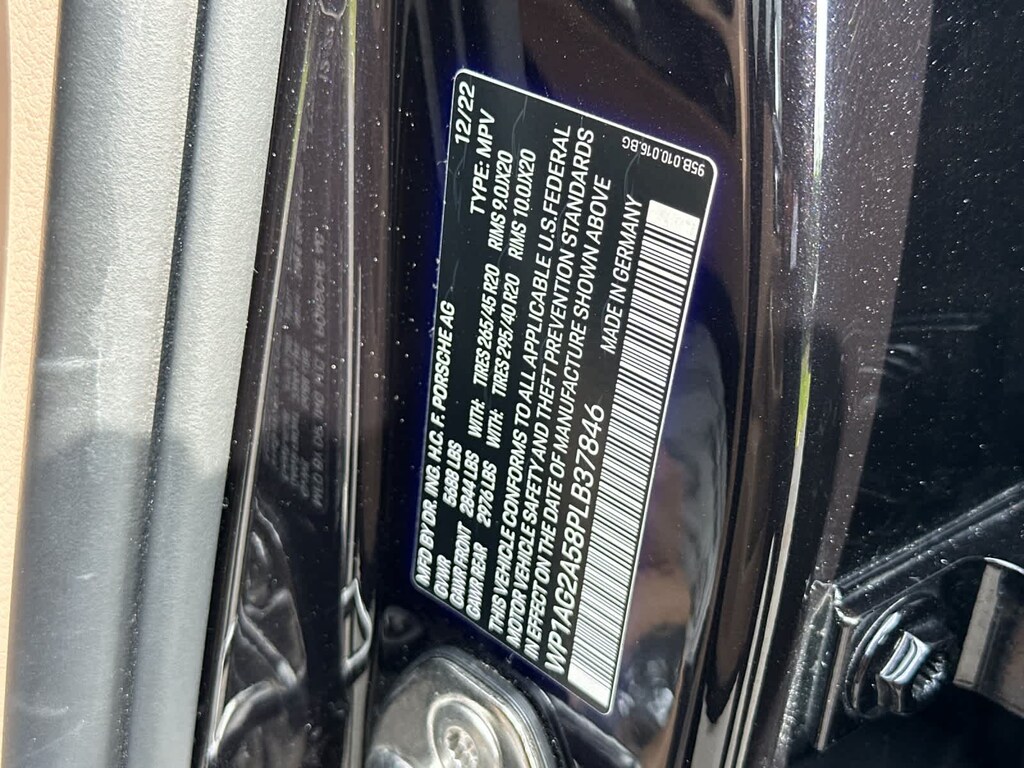 MFD BY DR. ING. H.C. F. PORSCHE AG 12/22
GVWR 5688 LBS TYPE: MPV
GAWR FRONT 2844 LBS WITH: TIRES 265/45 R20 RIMS 9.0JX20
GAWR REAR 2976 LBS WITH: TIRES 295/40 R20 RIMS 10.0JX20
THIS VEHICLE CONFORMS TO ALL APPLICABLE U.S. FEDERAL
MOTOR VEHICLE SAFETY AND THEFT PREVENTION STANDARDS
IN EFFECT ON THE DATE OF MANUFACTURE SHOWN ABOVE
WP1AG2A58PLB37846 MADE IN GERMANY
95B.010.016.BG